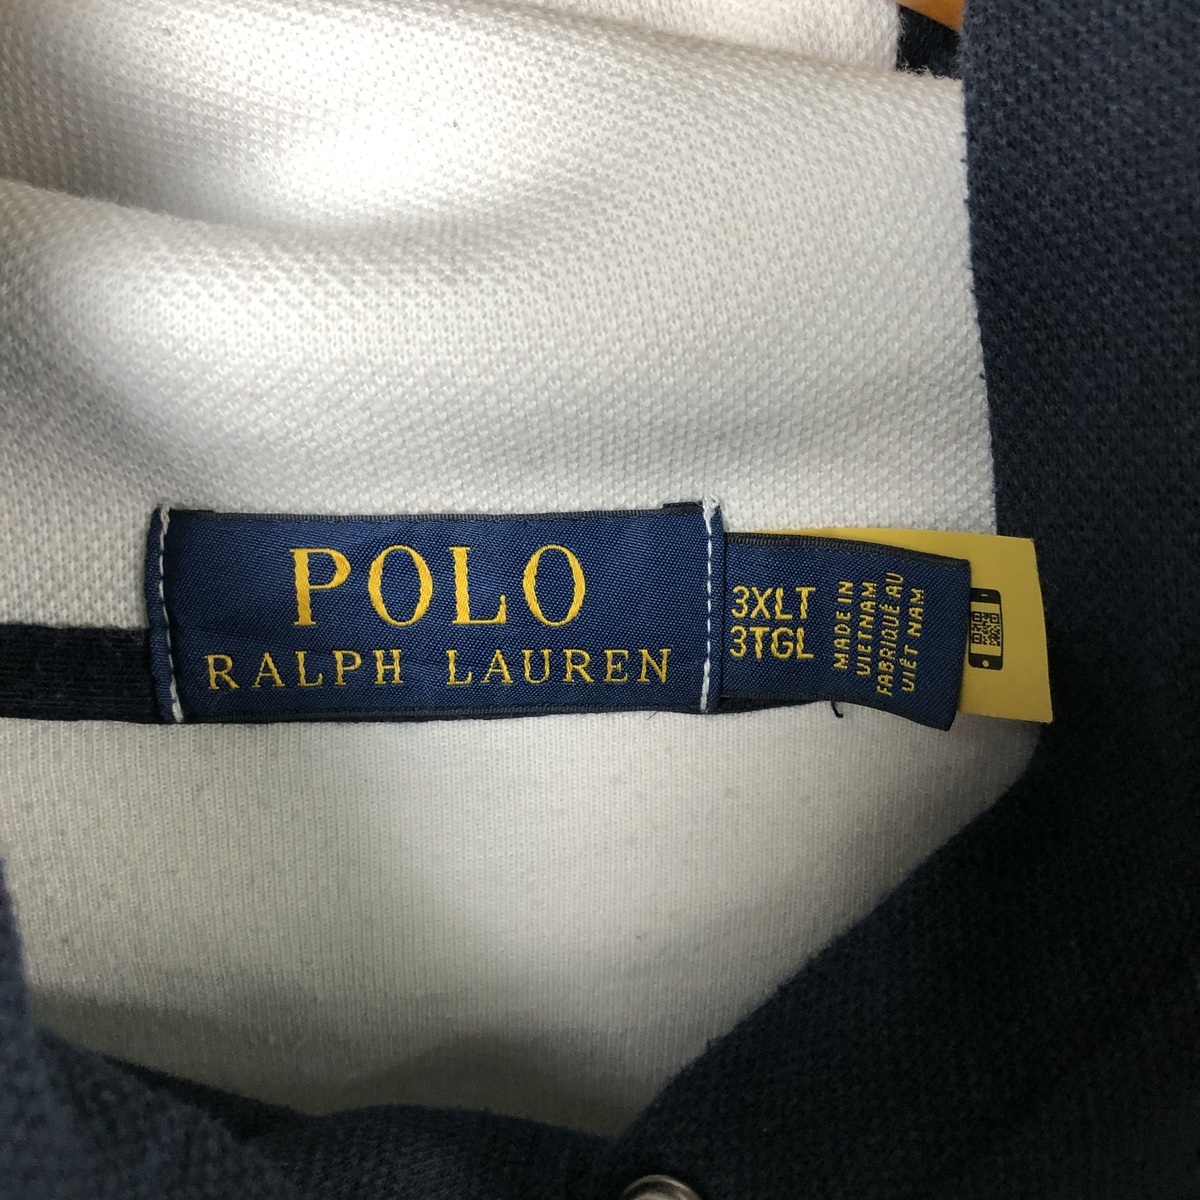 POLO
RALPH LAUREN
3XLT
3TGL
MADE IN
VIETNAM
FABRIQUÉ AU
VIÊT NAM